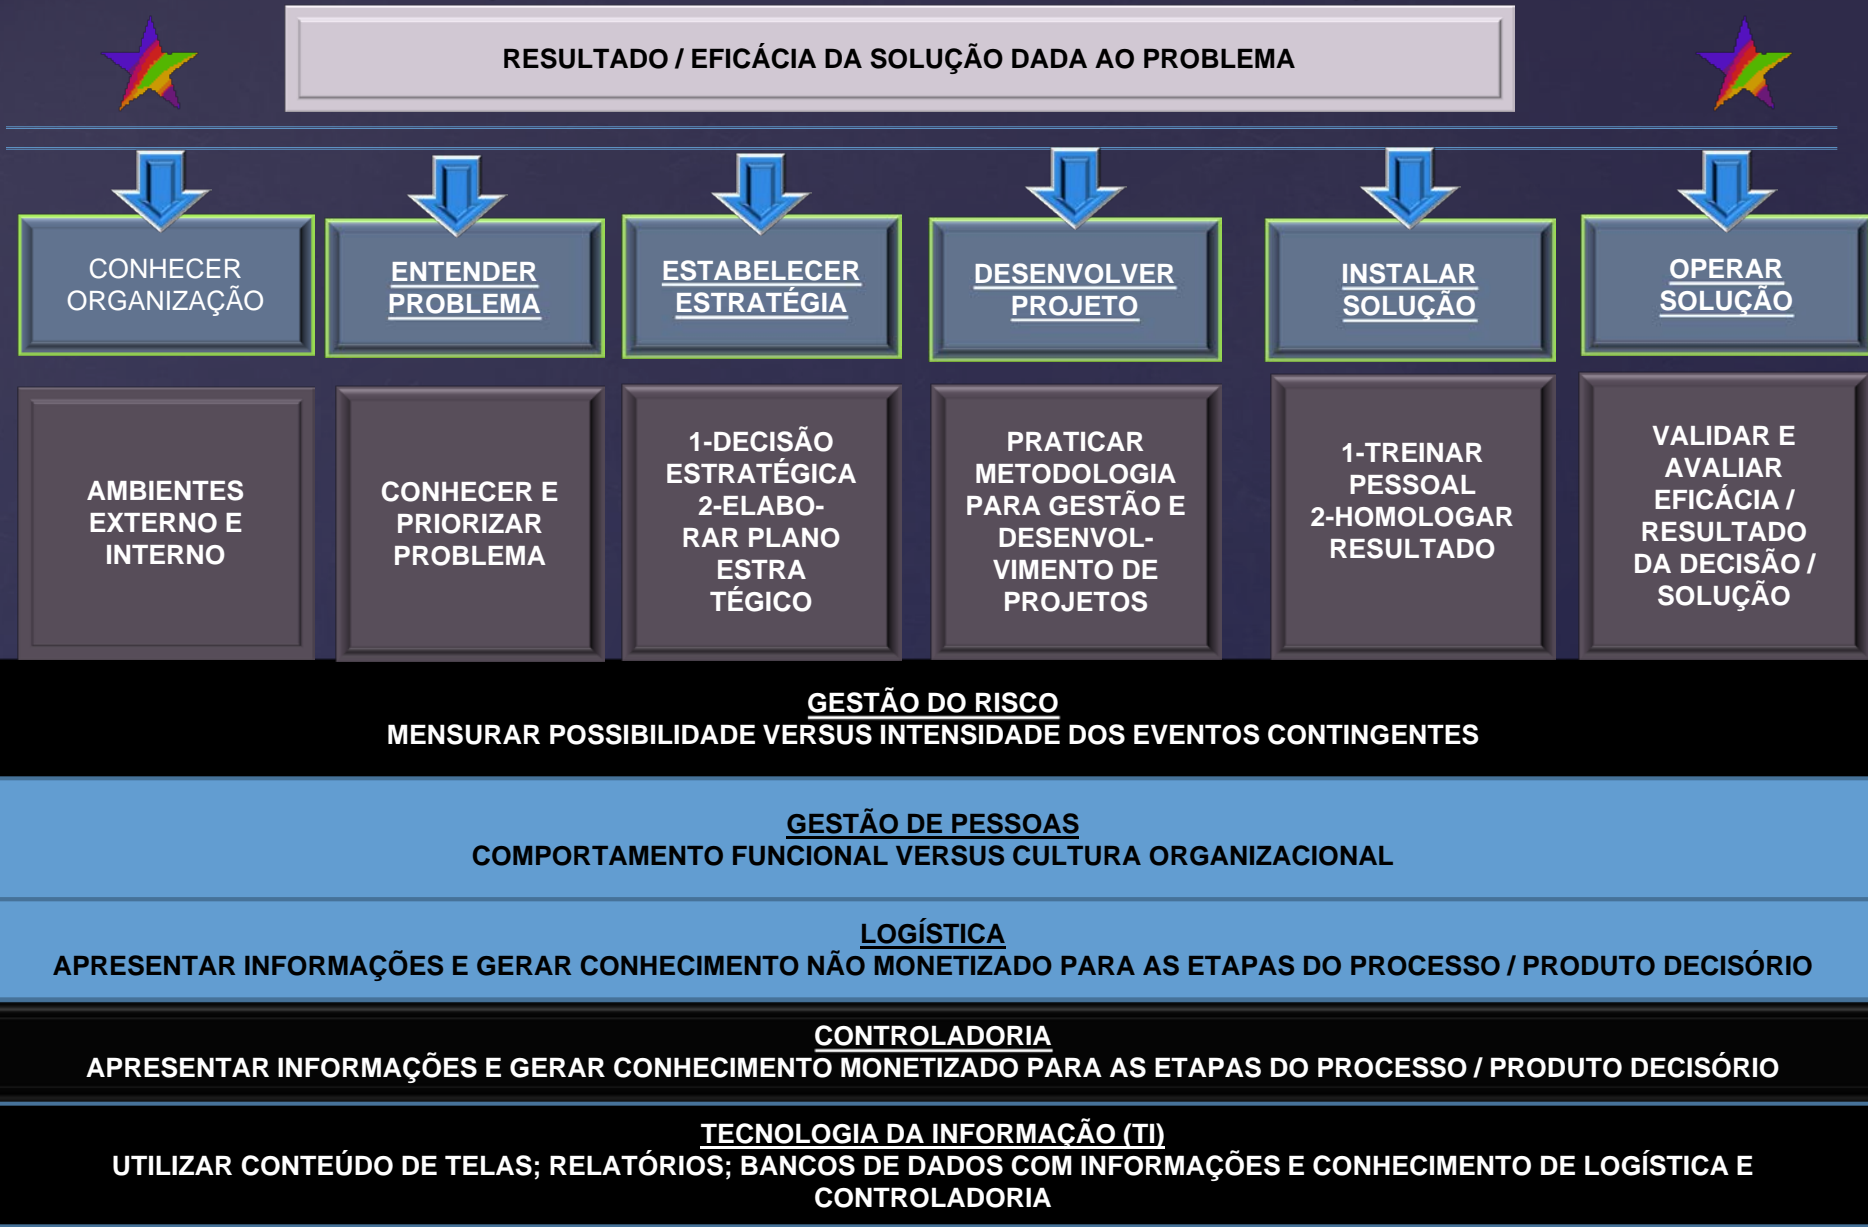 RESULTADO / EFICÁCIA DA SOLUÇÃO DADA AO PROBLEMA
CONHECER
ORGANIZAÇÃO
ENTENDER
PROBLEMA
ESTABELECER
ESTRATÉGIA
DESENVOLVER
PROJETO
INSTALAR
SOLUÇÃO
OPERAR
SOLUÇÃO
AMBIENTES
EXTERNO E
INTERNO
CONHECER E
PRIORIZAR
PROBLEMA
1-DECISÃO
ESTRATÉGICA
2-ELABO-
RAR PLANO
ESTRA
TÉGICO
PRATICAR
METODOLOGIA
PARA GESTÃO E
DESENVOL-
VIMENTO DE
PROJETOS
1-TREINAR
PESSOAL
2-HOMOLOGAR
RESULTADO
VALIDAR E
AVALIAR
EFICÁCIA /
RESULTADO
DA DECISÃO /
SOLUÇÃO
GESTÃO DO RISCO
MENSURAR POSSIBILIDADE VERSUS INTENSIDADE DOS EVENTOS CONTINGENTES
GESTÃO DE PESSOAS
COMPORTAMENTO FUNCIONAL VERSUS CULTURA ORGANIZACIONAL
LOGÍSTICA
APRESENTAR INFORMAÇÕES E GERAR CONHECIMENTO NÃO MONETIZADO PARA AS ETAPAS DO PROCESSO / PRODUTO DECISÓRIO
CONTROLADORIA
APRESENTAR INFORMAÇÕES E GERAR CONHECIMENTO MONETIZADO PARA AS ETAPAS DO PROCESSO / PRODUTO DECISÓRIO
TECNOLOGIA DA INFORMAÇÃO (TI)
UTILIZAR CONTEÚDO DE TELAS; RELATÓRIOS; BANCOS DE DADOS COM INFORMAÇÕES E CONHECIMENTO DE LOGÍSTICA E
CONTROLADORIA